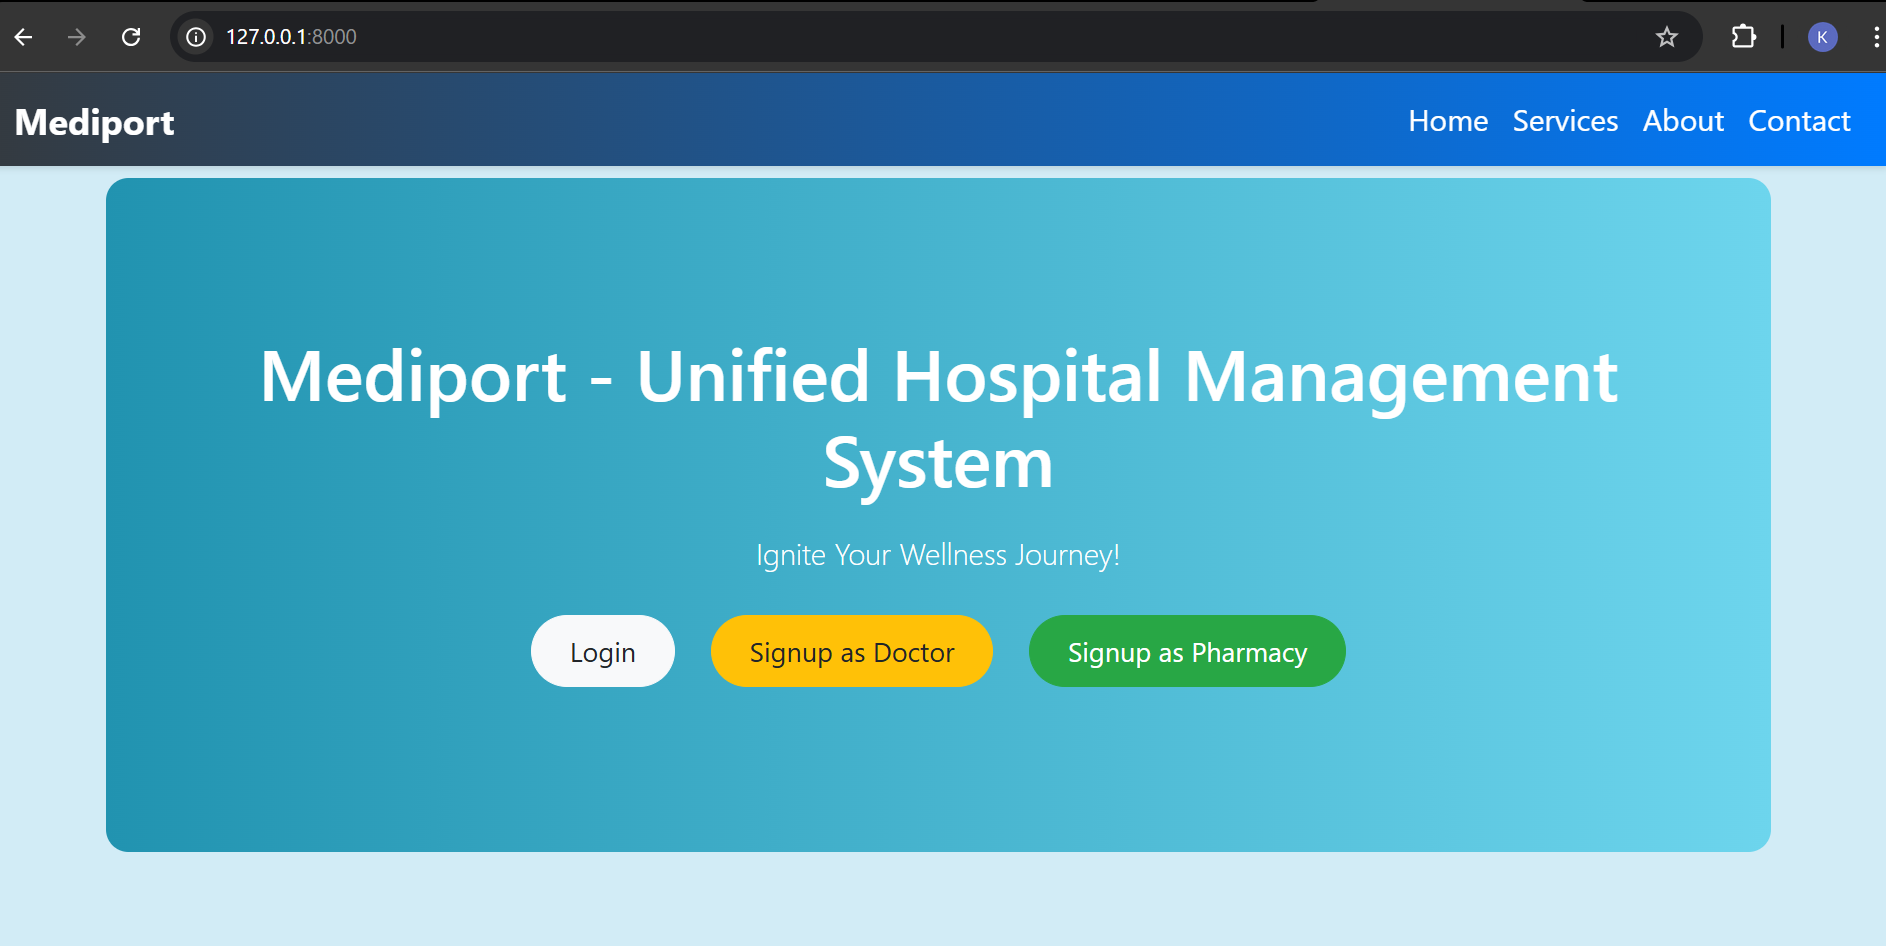 127.0.0.1:8000
K
Mediport
Home Services About Contact
Mediport - Unified Hospital Management
System
Ignite Your Wellness Journey!
Login Signup as Doctor Signup as Pharmacy